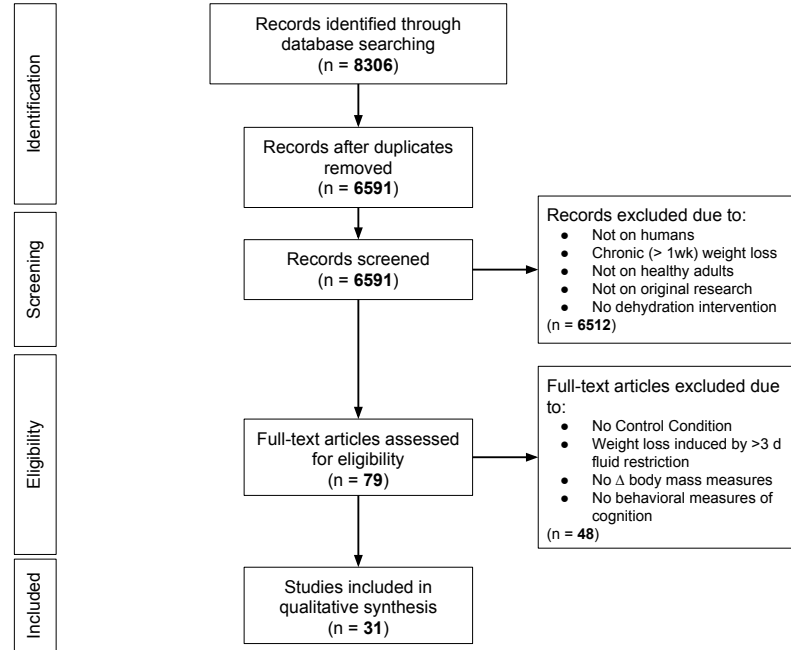 Identification
Records identified through
database searching
(n = 8306)
Records after duplicates
removed
(n = 6591)
Screening
Records screened
(n = 6591)
Records excluded due to:
● Not on humans
● Chronic (> 1wk) weight loss
● Not on healthy adults
● Not on original research
● No dehydration intervention
(n = 6512)
Eligibility
Full-text articles assessed
for eligibility
(n = 79)
Full-text articles excluded due
to:
● No Control Condition
● Weight loss induced by >3 d
fluid restriction
● No Δ body mass measures
● No behavioral measures of
cognition
(n = 48)
Included
Studies included in
qualitative synthesis
(n = 31)